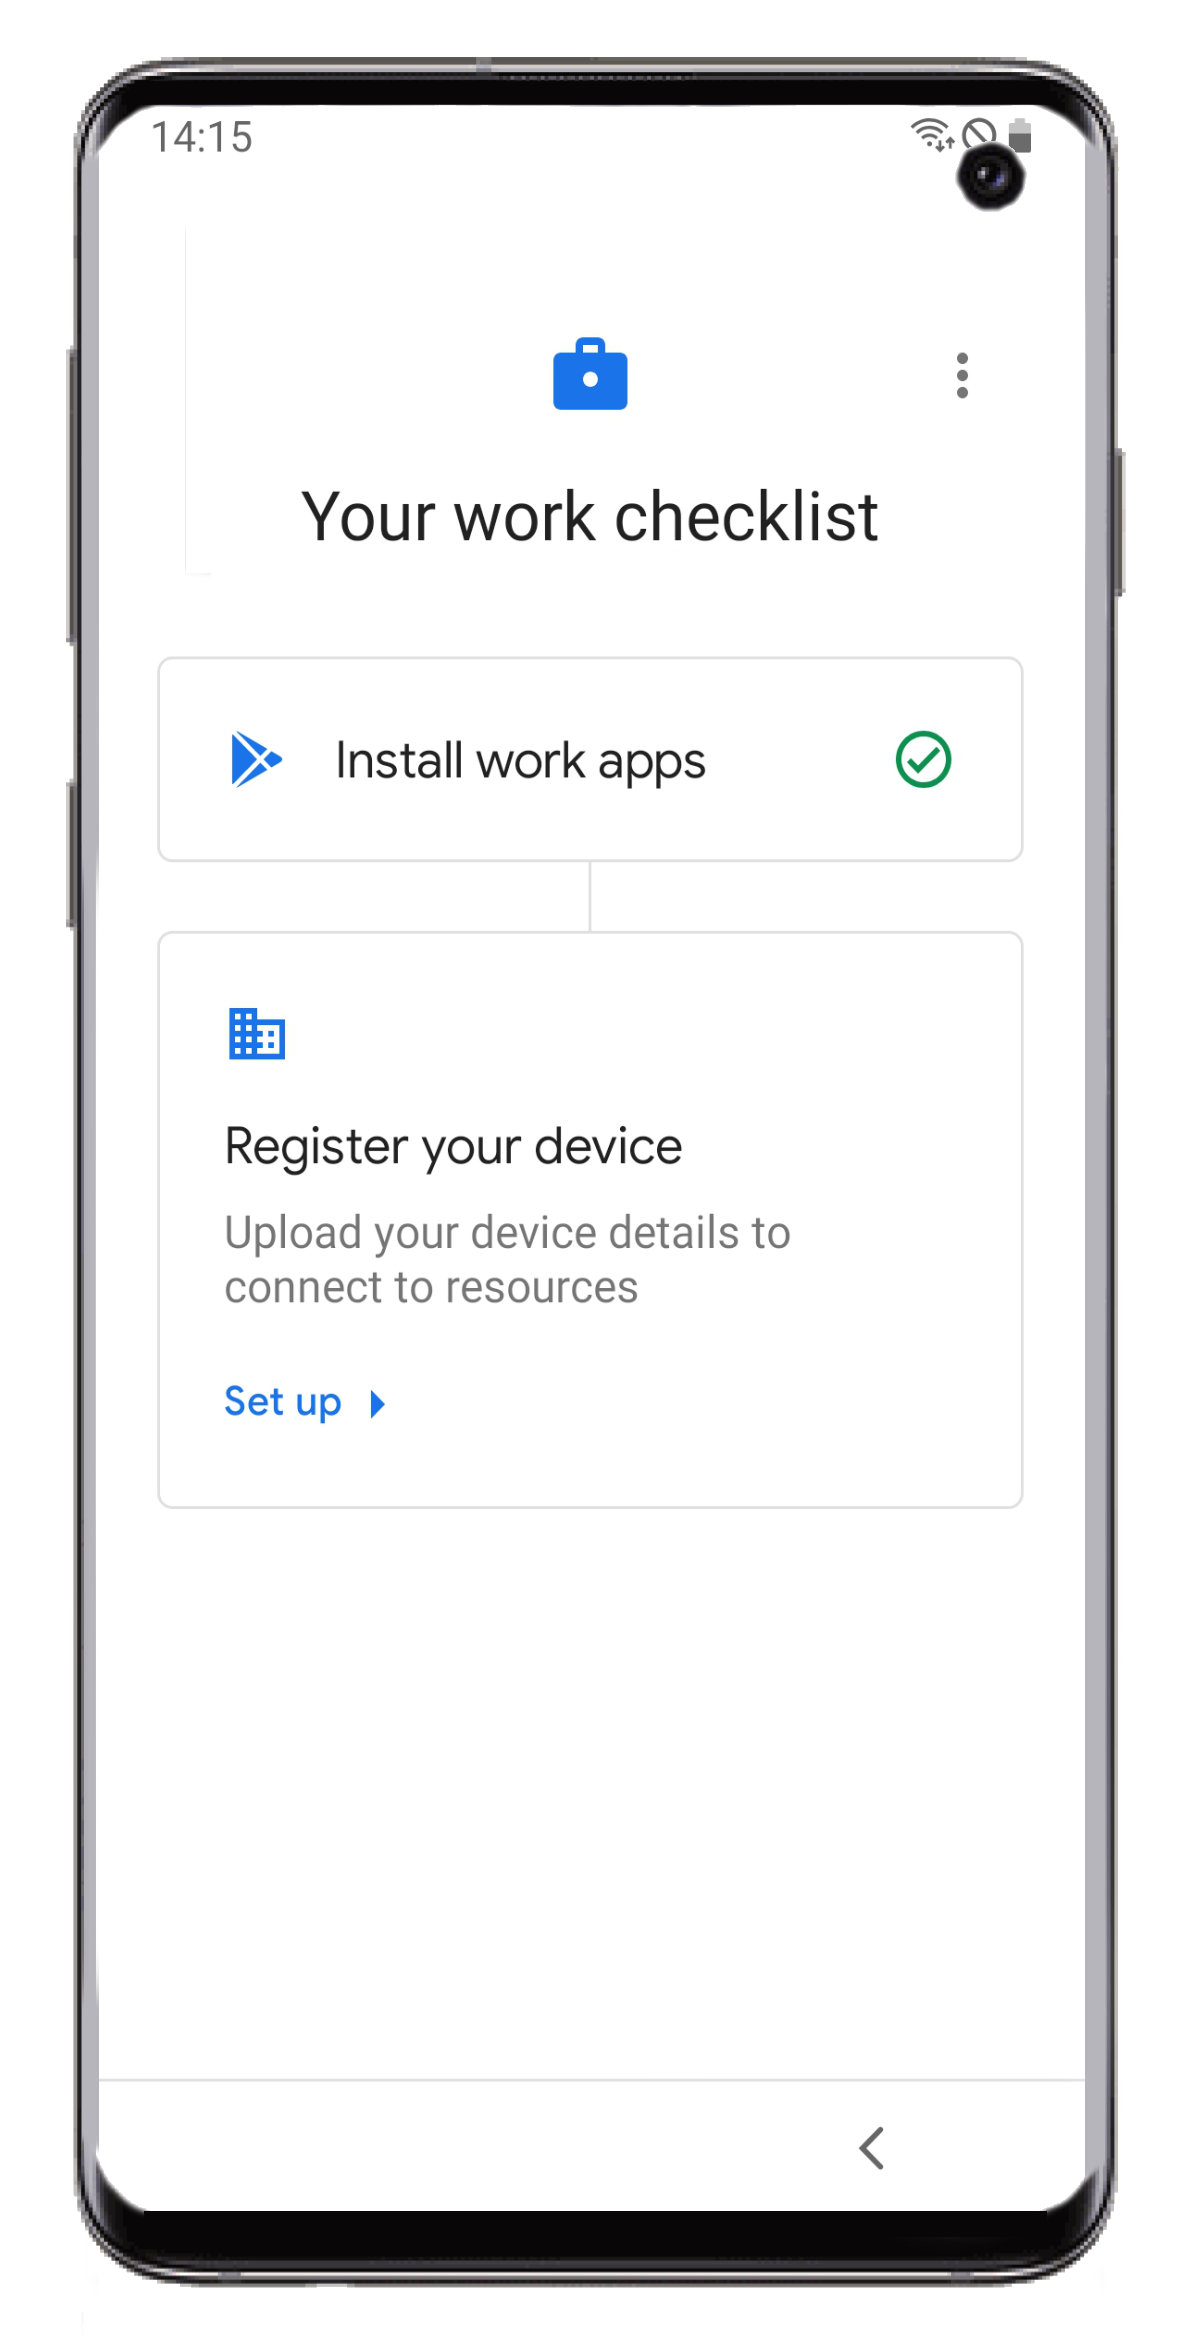 14:15
Your work checklist
Install work apps
Register your device
Upload your device details to
connect to resources
Set up